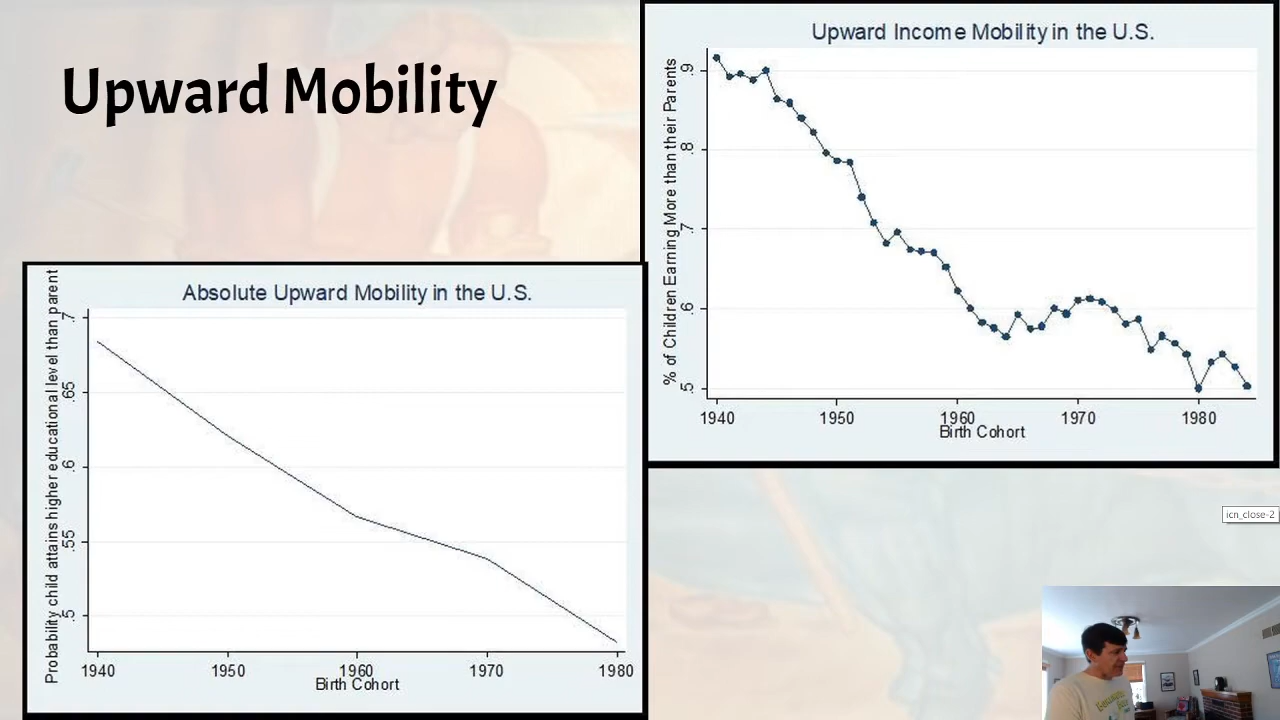 Upward Mobility
Upward Income Mobility in the U.S.
% of Children Earning More than their Parents
.9
.8
.7
.6
.5
1940 1950 1960 1970 1980
Birth Cohort
Absolute Upward Mobility in the U.S.
Probability child attains higher educational level than parent
.7
.65
.6
.55
.5
1940 1950 1960 1970 1980
Birth Cohort
icn_close-2